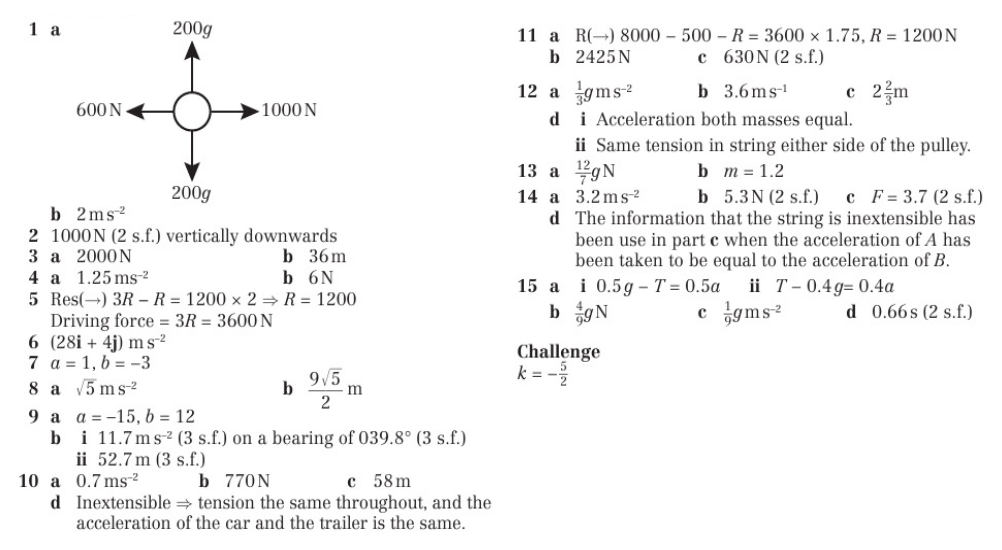 1 a
200g
600 N
1000 N
200g
b 2 m s⁻²
2 1000 N (2 s.f.) vertically downwards
3 a 2000 N b 36 m
4 a 1.25 ms⁻² b 6 N
5 Res(→) 3R − R = 1200 × 2 ⇒ R = 1200
Driving force = 3R = 3600 N
6 (28i + 4j) m s⁻²
7 a = 1, b = −3
8 a √5 m s⁻² b 9√5/2 m
9 a a = −15, b = 12
b i 11.7 m s⁻² (3 s.f.) on a bearing of 039.8° (3 s.f.)
ii 52.7 m (3 s.f.)
10 a 0.7 ms⁻² b 770 N c 58 m
d Inextensible ⇒ tension the same throughout, and the
acceleration of the car and the trailer is the same.
11 a R(→) 8000 − 500 − R = 3600 × 1.75, R = 1200 N
b 2425 N c 630 N (2 s.f.)
12 a 1/3 g m s⁻² b 3.6 m s⁻¹ c 2 2/3 m
d i Acceleration both masses equal.
ii Same tension in string either side of the pulley.
13 a 12/7 g N b m = 1.2
14 a 3.2 m s⁻² b 5.3 N (2 s.f.) c F = 3.7 (2 s.f.)
d The information that the string is inextensible has
been use in part c when the acceleration of A has
been taken to be equal to the acceleration of B.
15 a i 0.5g − T = 0.5a ii T − 0.4g= 0.4a
b 4/9 g N c 1/9 g m s⁻² d 0.66 s (2 s.f.)
Challenge
k = −5/2